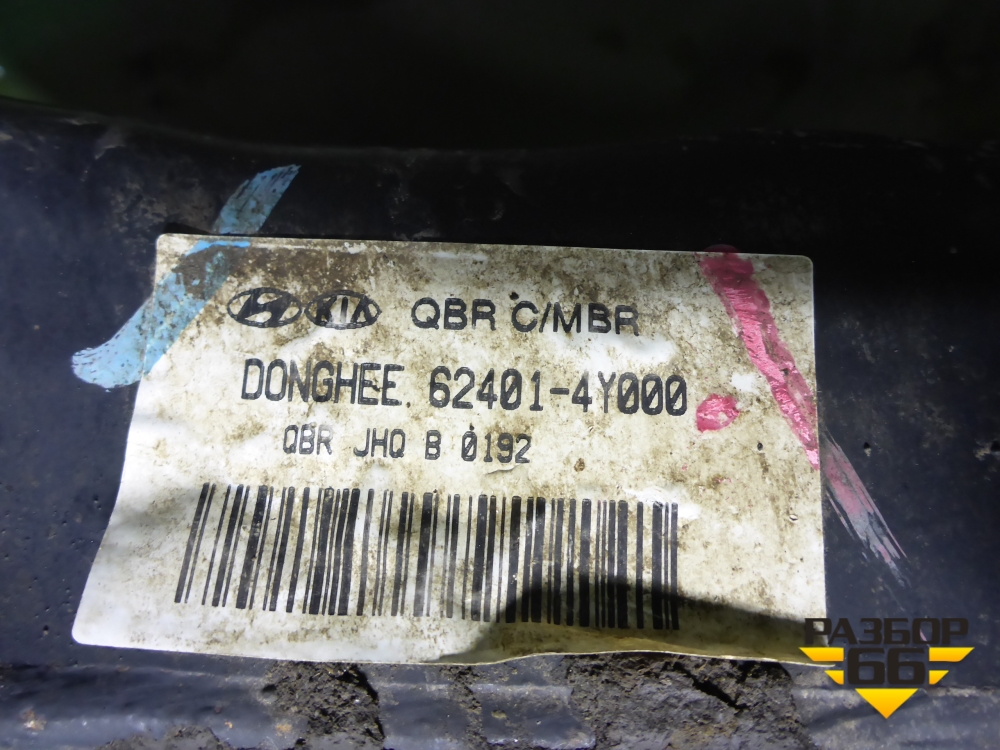 H KIA QBR C/MBR
DONGHEE. 62401-4Y000
QBR JHQ B 0192
РАЗБОР
66